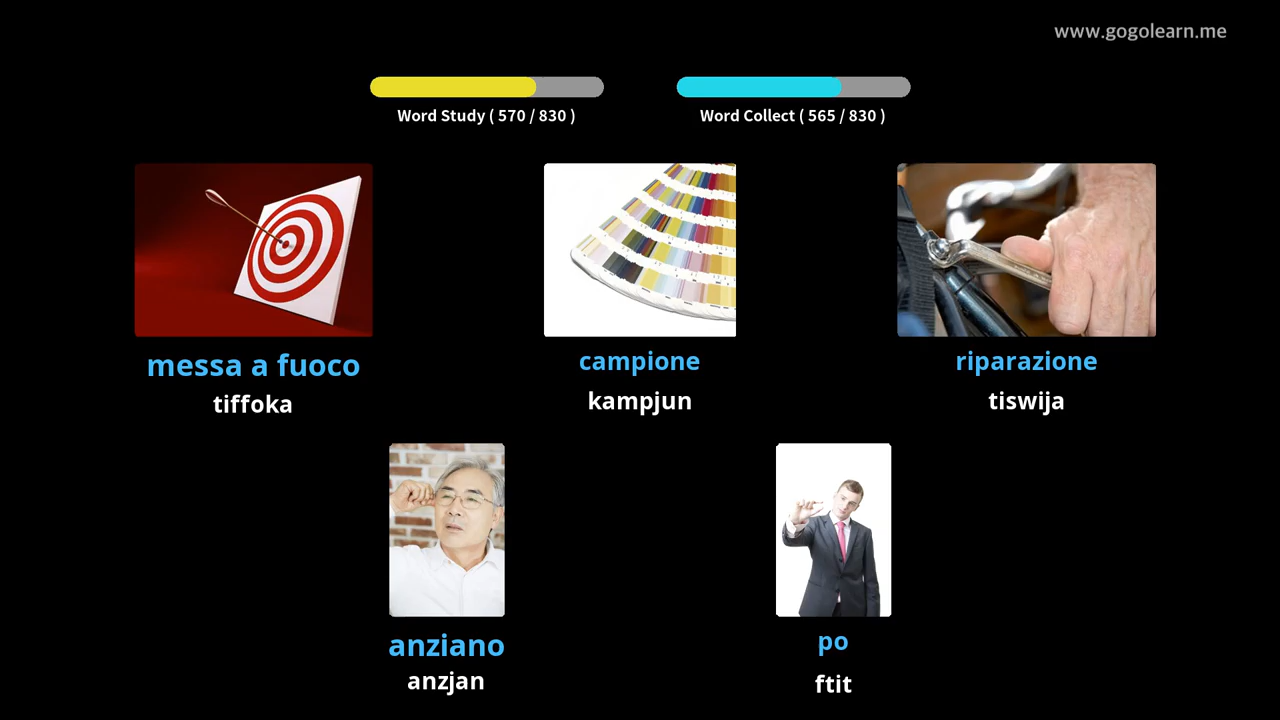 www.gogolearn.me
Word Study ( 570 / 830 )
Word Collect ( 565 / 830 )
messa a fuoco
tiffoka
campione
kampjun
riparazione
tiswija
anziano
anzjan
po
ftit